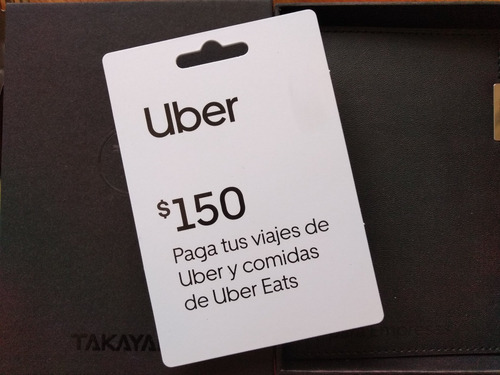 Uber
$150
Paga tus viajes de
Uber y comidas
de Uber Eats